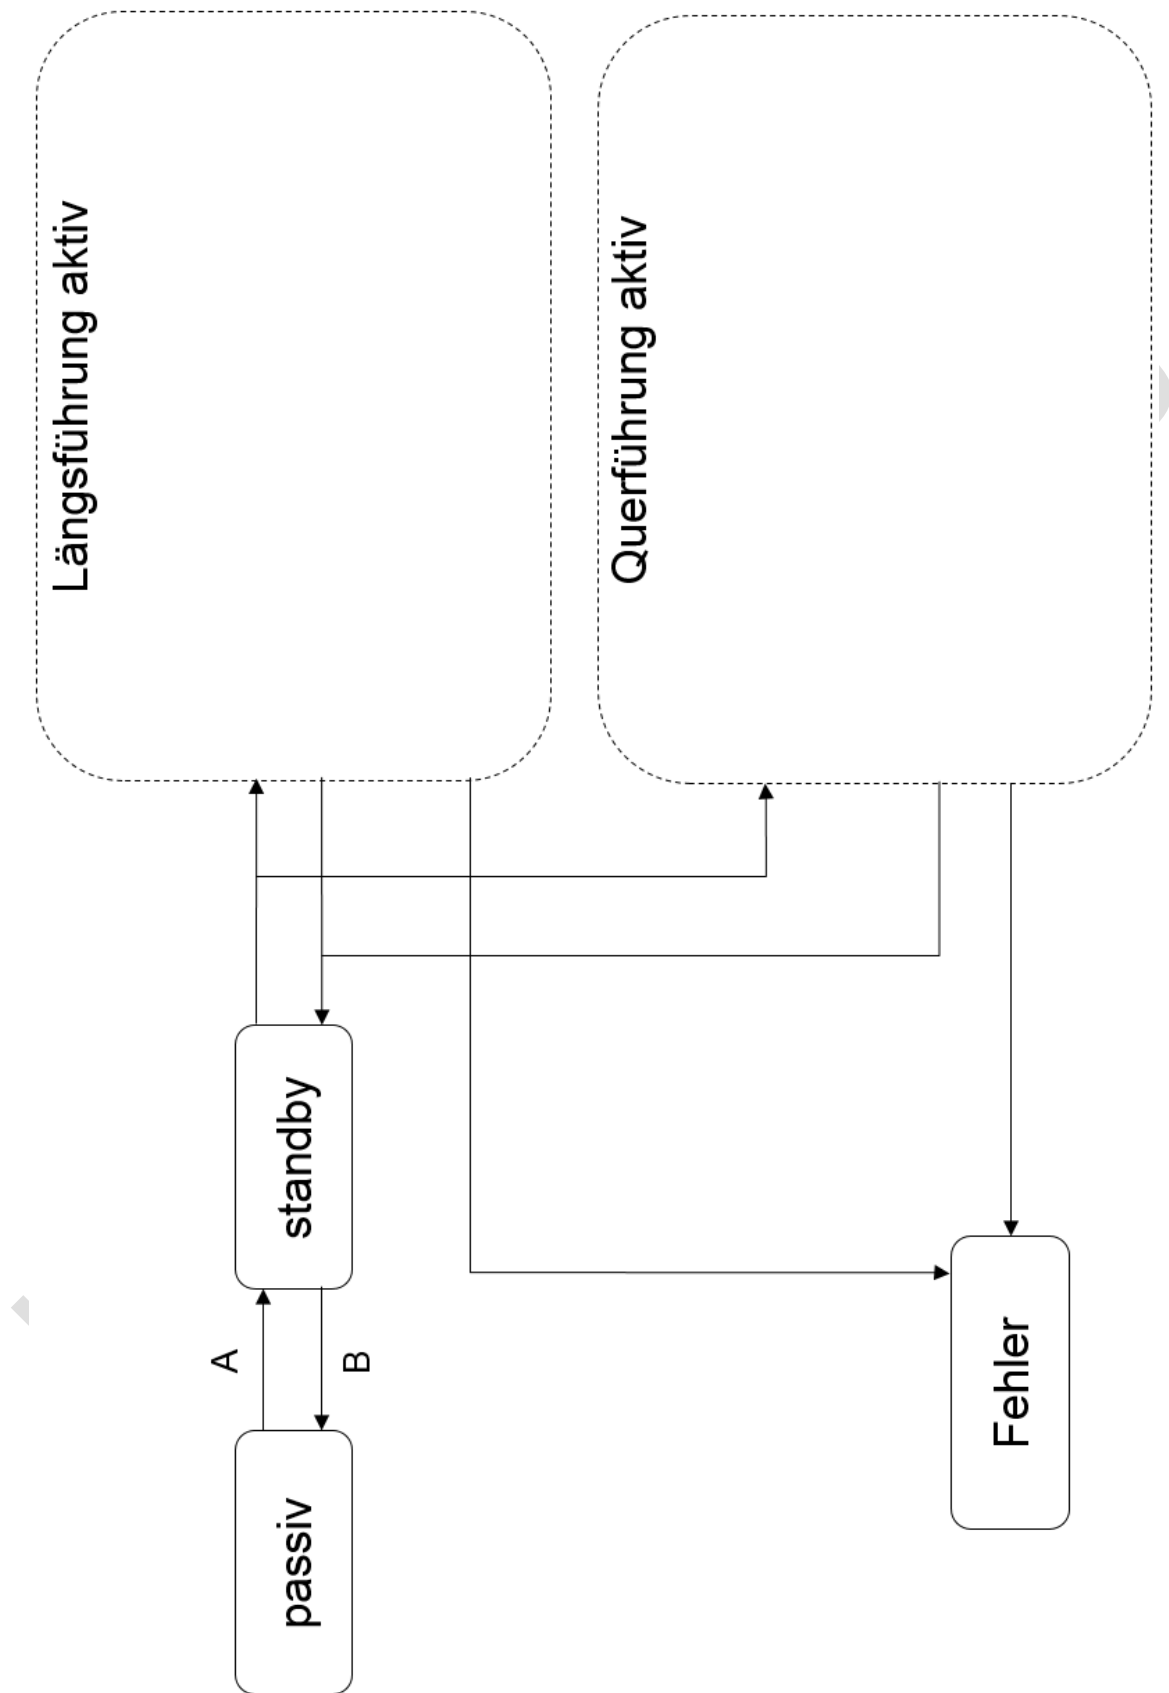 Längsführung aktiv
Querführung aktiv
standby
A
B
passiv
Fehler